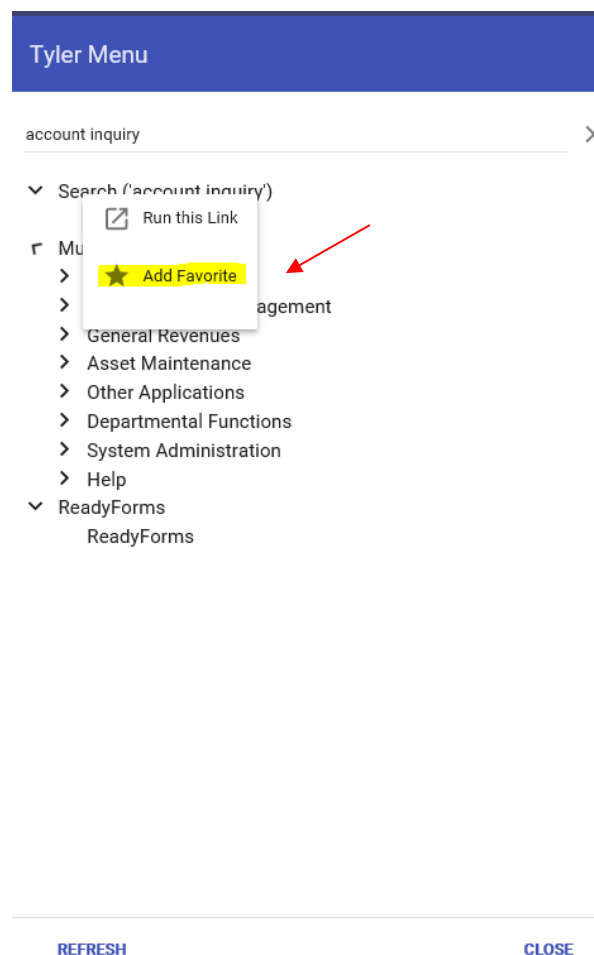 Tyler Menu
account inquiry
Search ('account inquiry')
Run this Link
Mu
Add Favorite
agement
General Revenues
Asset Maintenance
Other Applications
Departmental Functions
System Administration
Help
ReadyForms
ReadyForms
REFRESH CLOSE